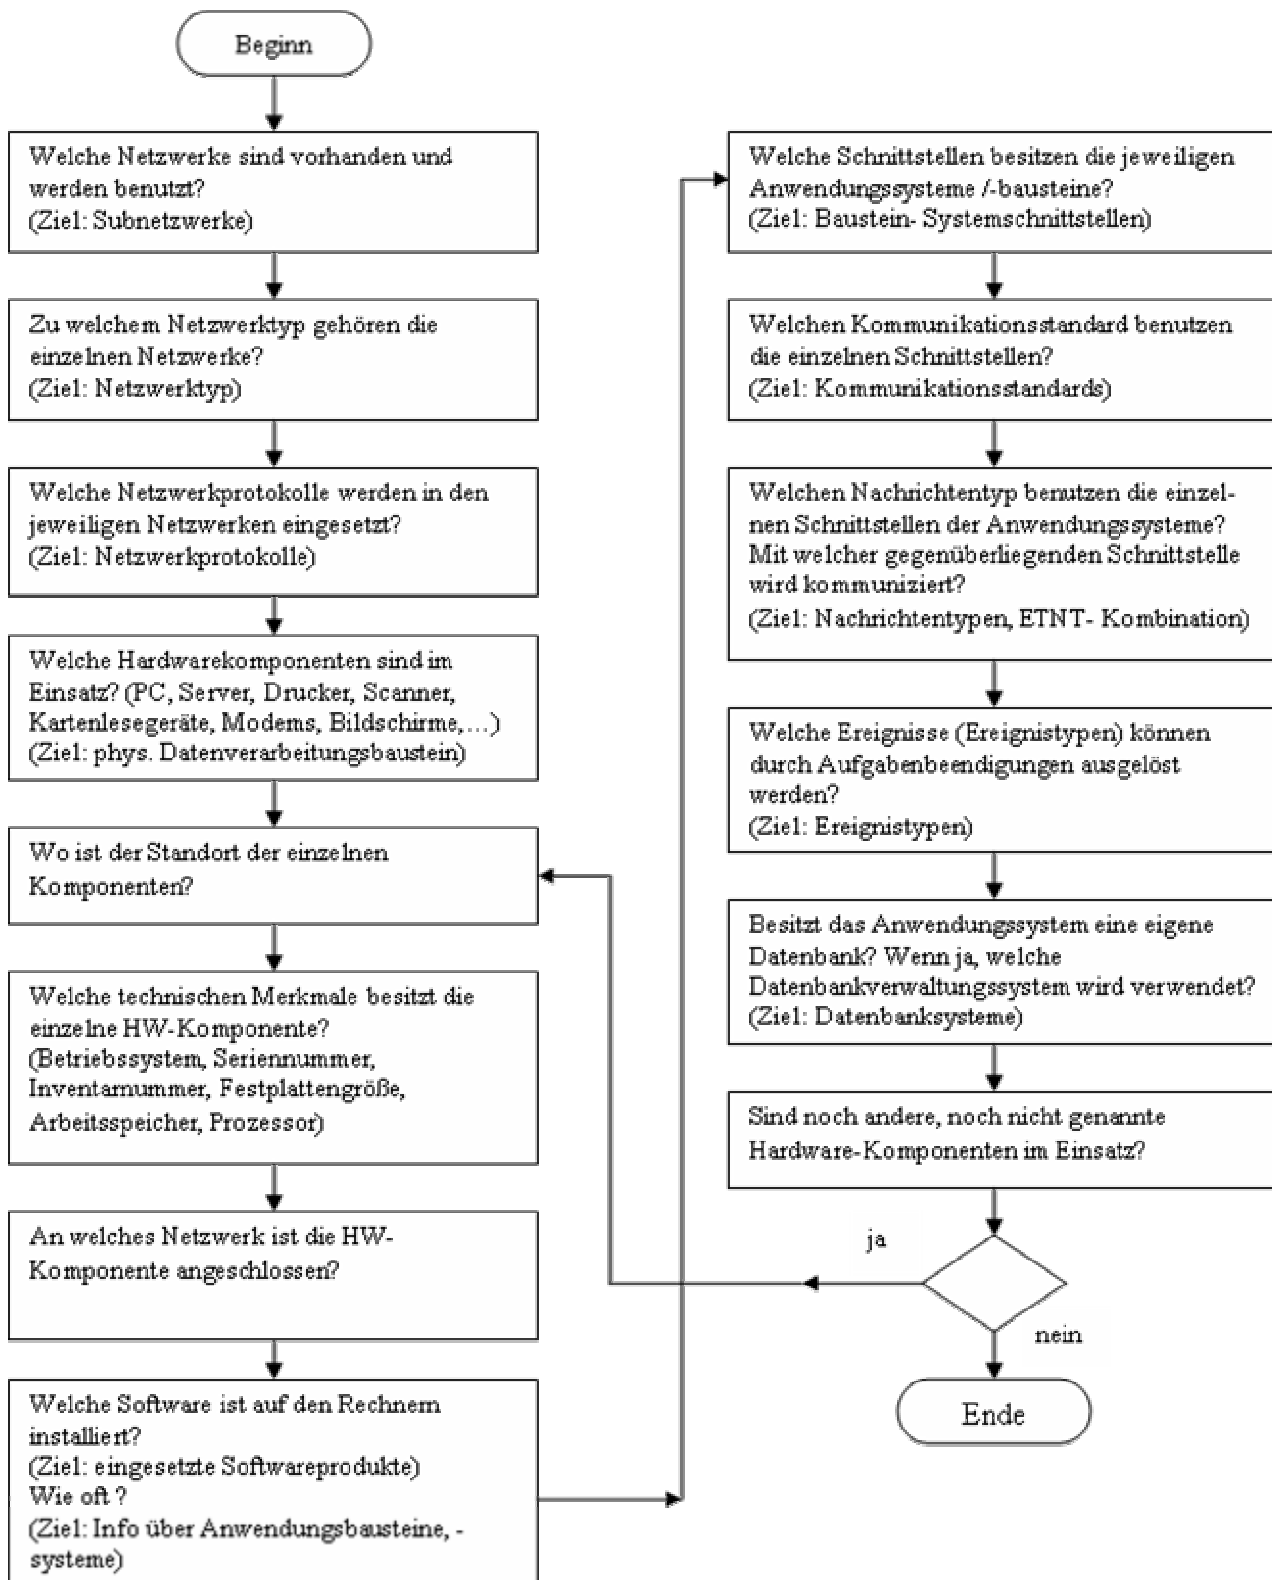 Beginn
Welche Netzwerke sind vorhanden und
werden benutzt?
(Ziel: Subnetzwerke)
Zu welchem Netzwerktyp gehören die
einzelnen Netzwerke?
(Ziel: Netzwerktyp)
Welche Netzwerkprotokolle werden in den
jeweiligen Netzwerken eingesetzt?
(Ziel: Netzwerkprotokolle)
Welche Hardwarekomponenten sind im
Einsatz? (PC, Server, Drucker, Scanner,
Kartenlesegeräte, Modems, Bildschirme,...)
(Ziel: phys. Datenverarbeitungsbaustein)
Wo ist der Standort der einzelnen
Komponenten?
Welche technischen Merkmale besitzt die
einzelne HW-Komponente?
(Betriebssystem, Seriennummer,
Inventarnummer, Festplattengröße,
Arbeitsspeicher, Prozessor)
An welches Netzwerk ist die HW-
Komponente angeschlossen?
Welche Software ist auf den Rechnern
installiert?
(Ziel: eingesetzte Softwareprodukte)
Wie oft ?
(Ziel: Info über Anwendungsbausteine, -
systeme)
Welche Schnittstellen besitzen die jeweiligen
Anwendungssysteme /-bausteine?
(Ziel: Baustein- Systemschnittstellen)
Welchen Kommunikationsstandard benutzen
die einzelnen Schnittstellen?
(Ziel: Kommunikationsstandards)
Welchen Nachrichtentyp benutzen die einzel-
nen Schnittstellen der Anwendungssysteme?
Mit welcher gegenüberliegenden Schnittstelle
wird kommuniziert?
(Ziel: Nachrichtentypen, ETNT- Kombination)
Welche Ereignisse (Ereignistypen) können
durch Aufgabenbeendigungen ausgelöst
werden?
(Ziel: Ereignistypen)
Besitzt das Anwendungssystem eine eigene
Datenbank? Wenn ja, welche
Datenbankverwaltungssystem wird verwendet?
(Ziel: Datenbanksysteme)
Sind noch andere, noch nicht genannte
Hardware-Komponenten im Einsatz?
ja
nein
Ende